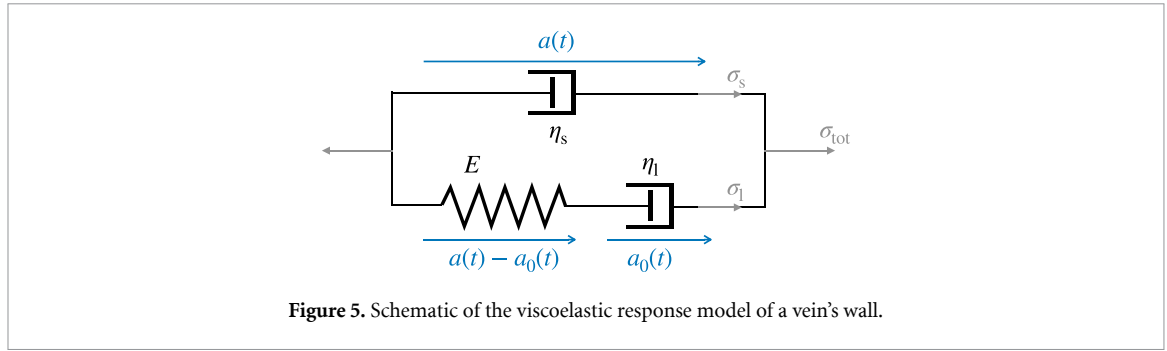 a(t)
σs
ηs
σtot
E
ηl
σl
a(t) − a0(t)
a0(t)
Figure 5. Schematic of the viscoelastic response model of a vein's wall.